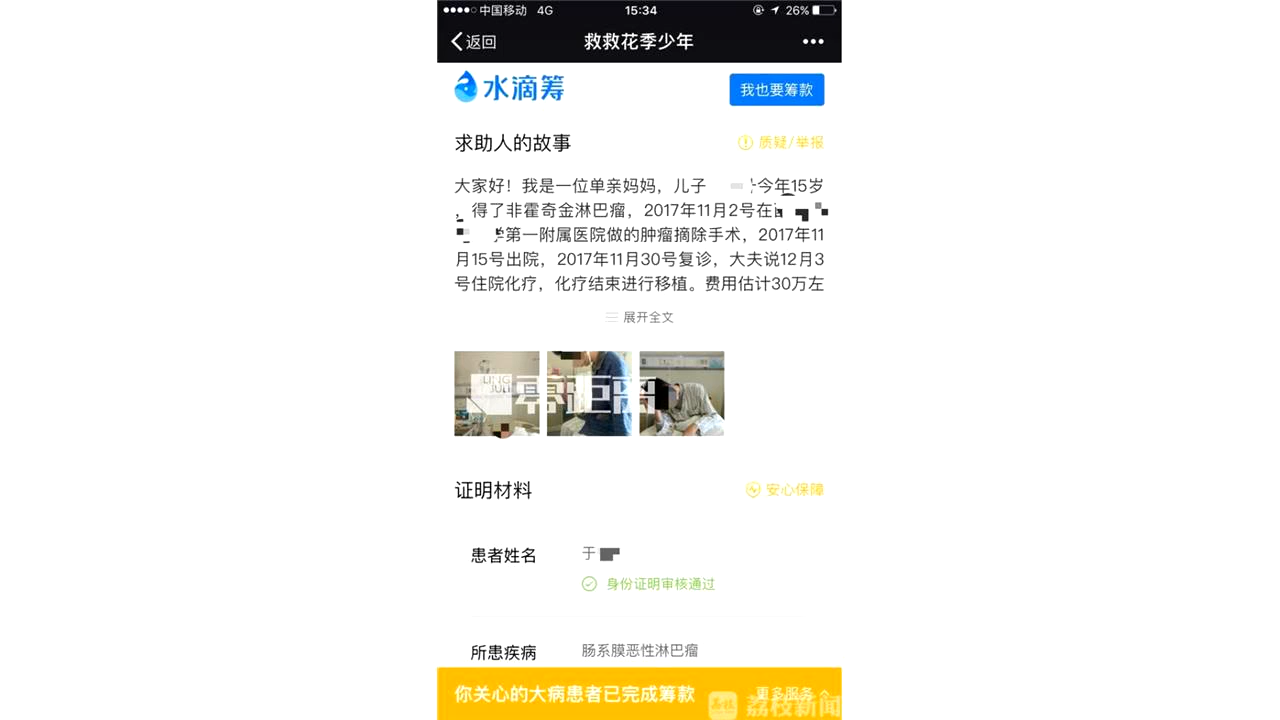 中国移动 4G 15:34 26%
返回 救救花季少年
水滴筹 我也要筹款
求助人的故事 质疑/举报
大家好！我是一位单亲妈妈，儿子 今年15岁
，得了非霍奇金淋巴瘤，2017年11月2号在
第一附属医院做的肿瘤摘除手术，2017年11
月15号出院，2017年11月30号复诊，大夫说12月3
号住院化疗，化疗结束进行移植。费用估计30万左
展开全文
LING JULI 零距离
证明材料 安心保障
患者姓名 于
身份证明审核通过
所患疾病 肠系膜恶性淋巴瘤
你关心的大病患者已完成筹款 更多服务
荔枝新闻